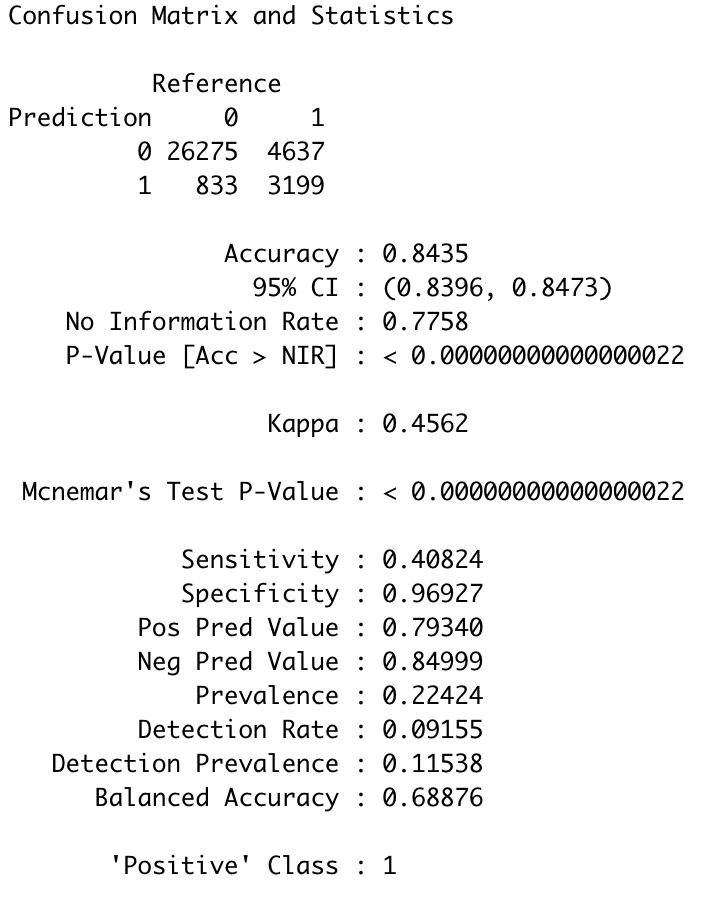 Confusion Matrix and Statistics
Reference
Prediction 0 1
0 26275 4637
1 833 3199
Accuracy : 0.8435
95% CI : (0.8396, 0.8473)
No Information Rate : 0.7758
P-Value [Acc > NIR] : < 0.00000000000000022
Kappa : 0.4562
Mcnemar's Test P-Value : < 0.00000000000000022
Sensitivity : 0.40824
Specificity : 0.96927
Pos Pred Value : 0.79340
Neg Pred Value : 0.84999
Prevalence : 0.22424
Detection Rate : 0.09155
Detection Prevalence : 0.11538
Balanced Accuracy : 0.68876
'Positive' Class : 1